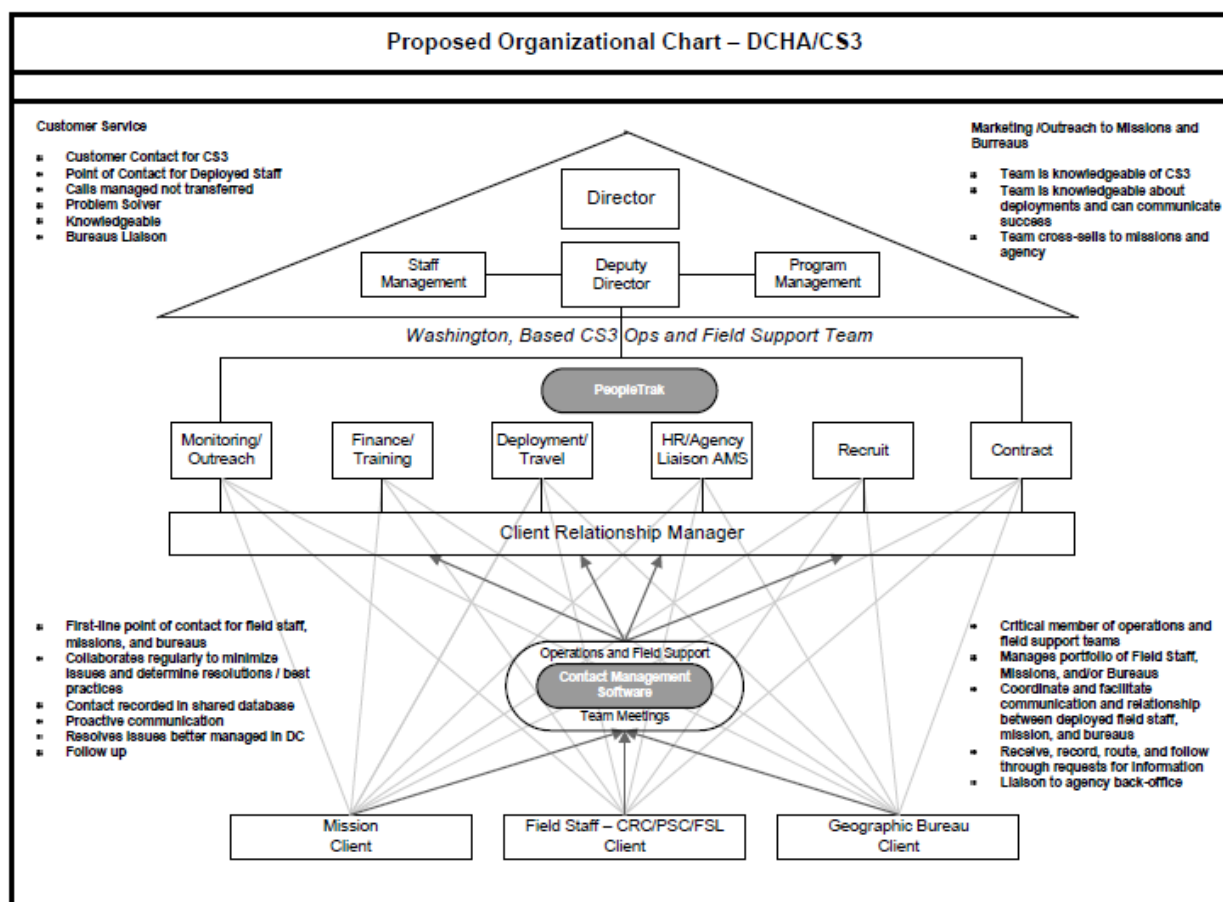 Proposed Organizational Chart – DCHA/CS3
Customer Service
Customer Contact for CS3
Point of Contact for Deployed Staff
Calls managed not transferred
Problem Solver
Knowledgeable
Bureaus Liaison
Marketing /Outreach to Missions and
Burreaus
Team is knowledgeable of CS3
Team is knowledgeable about
deployments and can communicate
success
Team cross-sells to missions and
agency
Director
Staff
Management
Deputy
Director
Program
Management
Washington, Based CS3 Ops and Field Support Team
PeopleTrak
Monitoring/
Outreach
Finance/
Training
Deployment/
Travel
HR/Agency
Liaison AMS
Recruit
Contract
Client Relationship Manager
First-line point of contact for field staff,
missions, and bureaus
Collaborates regularly to minimize
issues and determine resolutions / best
practices
Contact recorded in shared database
Proactive communication
Resolves issues better managed in DC
Follow up
Operations and Field Support
Contact Management
Software
Team Meetings
Critical member of operations and
field support teams
Manages portfolio of Field Staff,
Missions, and/or Bureaus
Coordinate and facilitate
communication and relationship
between deployed field staff,
mission, and bureaus
Receive, record, route, and follow
through requests for information
Liaison to agency back-office
Mission
Client
Field Staff – CRC/PSC/FSL
Client
Geographic Bureau
Client